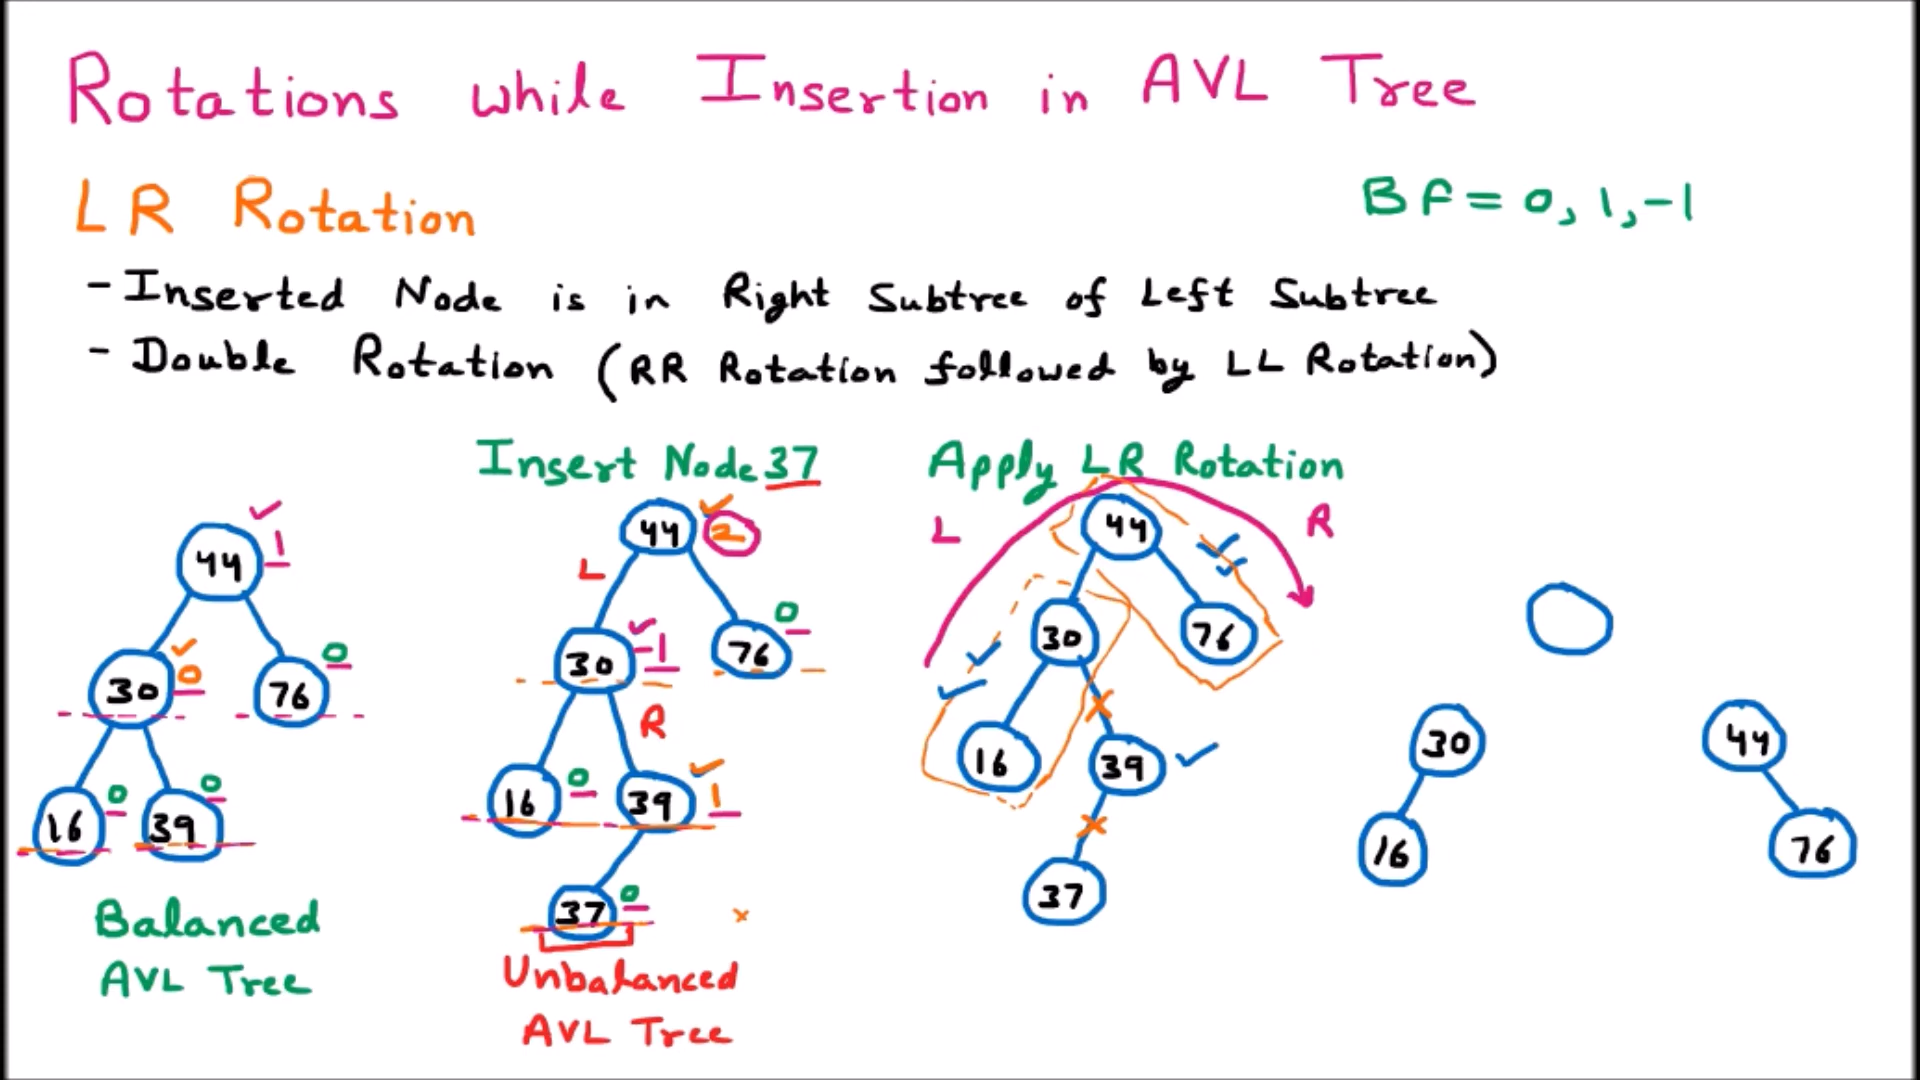 Rotations while Insertion in AVL Tree
LR Rotation
BF = 0, 1, -1
- Inserted Node is in Right Subtree of Left Subtree
- Double Rotation (RR Rotation followed by LL Rotation)
44 1
30 0
76 0
16 0
39 0
Balanced
AVL Tree
Insert Node 37
44 2
L
30 -1
76 0
R
16 0
39 1
37 0
Unbalanced
AVL Tree
Apply LR Rotation
L
R
44
30
76
16
39
37
30
44
16
76